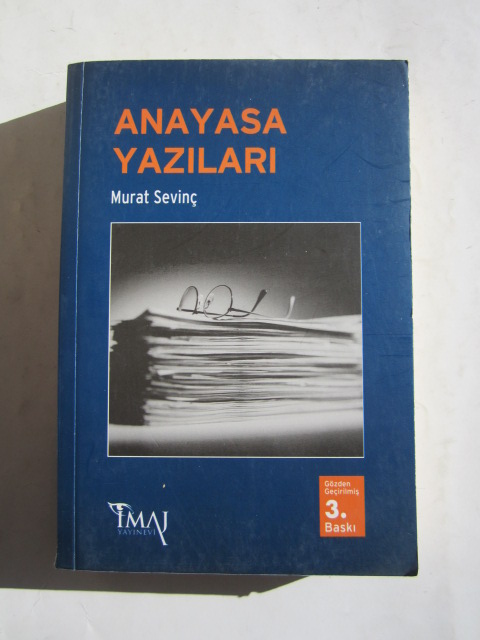 ANAYASA
YAZILARI
Murat Sevinç
Gözden
Geçirilmiş
3.
Baskı
İMAJ
YAYINEVİ